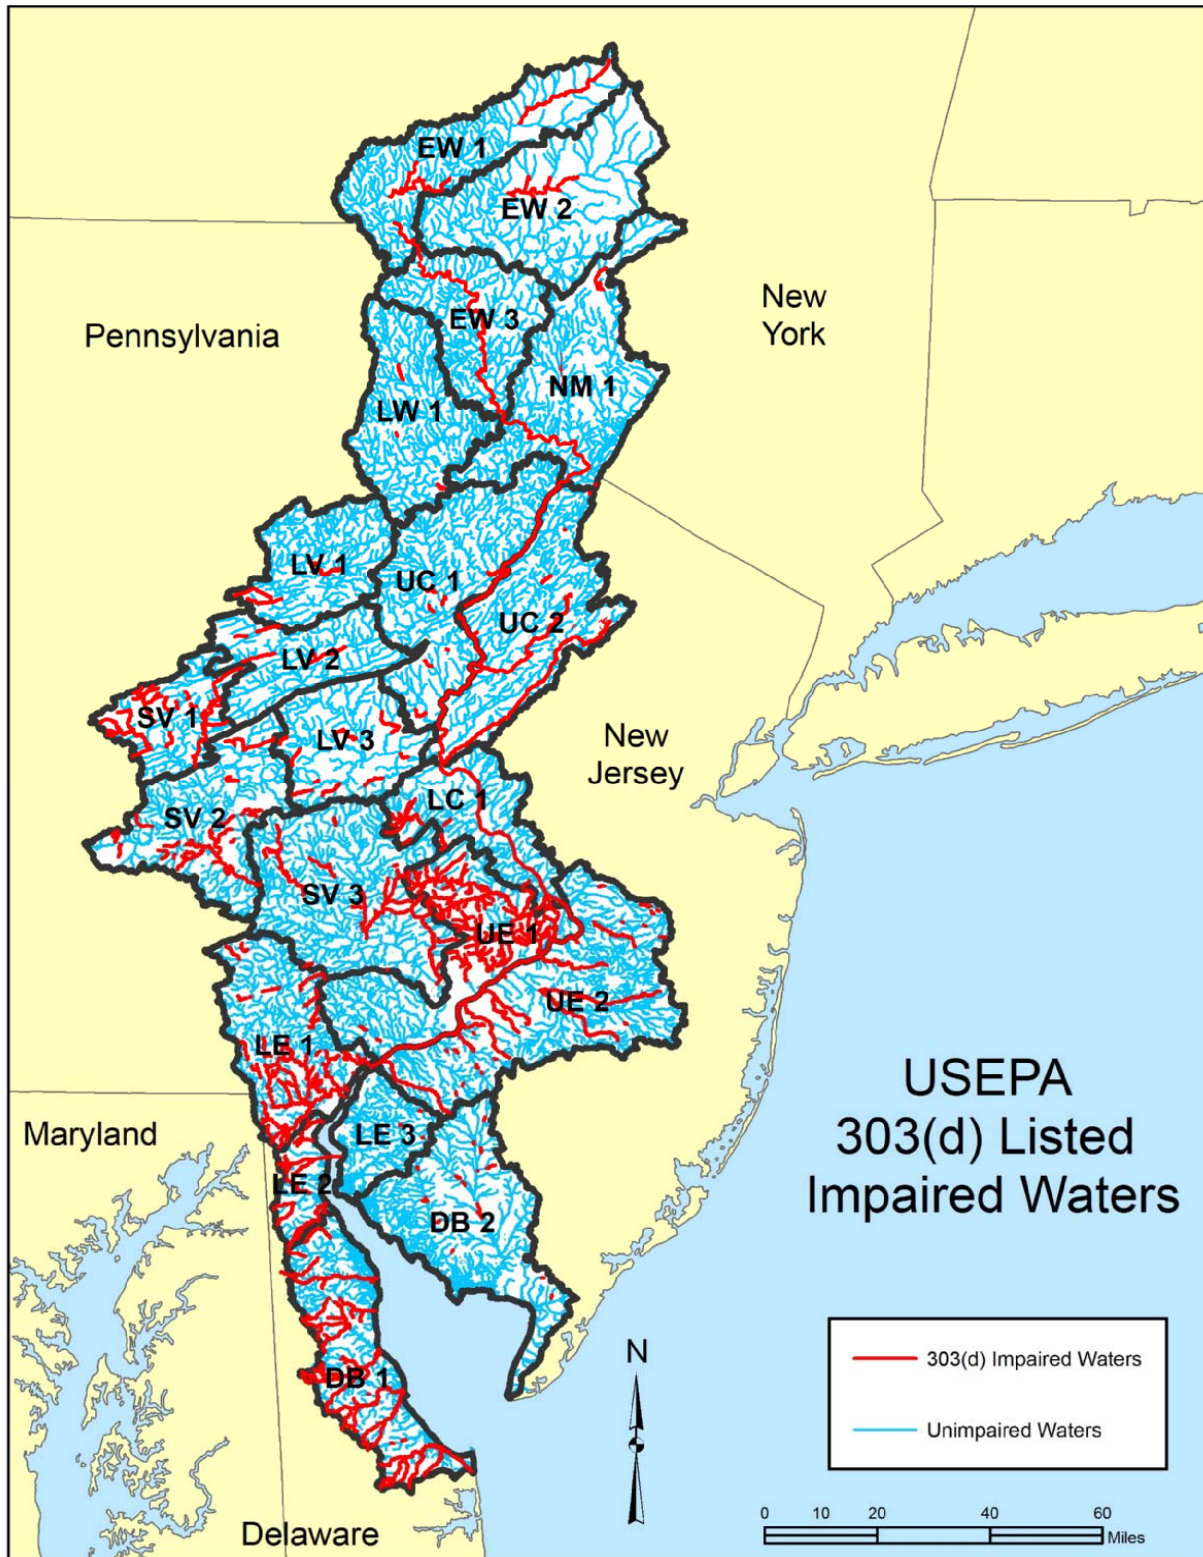 EW 1
EW 2
New
York
Pennsylvania
EW 3
NM 1
LW 1
LV 1
UC 1
UC 2
LV 2
SV 1
LV 3
New
Jersey
LC 1
SV 2
SV 3
UE 1
UE 2
LE 1
USEPA
303(d) Listed
Impaired Waters
Maryland
LE 3
LE 2
DB 2
N
303(d) Impaired Waters
DB 1
Unimpaired Waters
0 10 20 40 60
Miles
Delaware